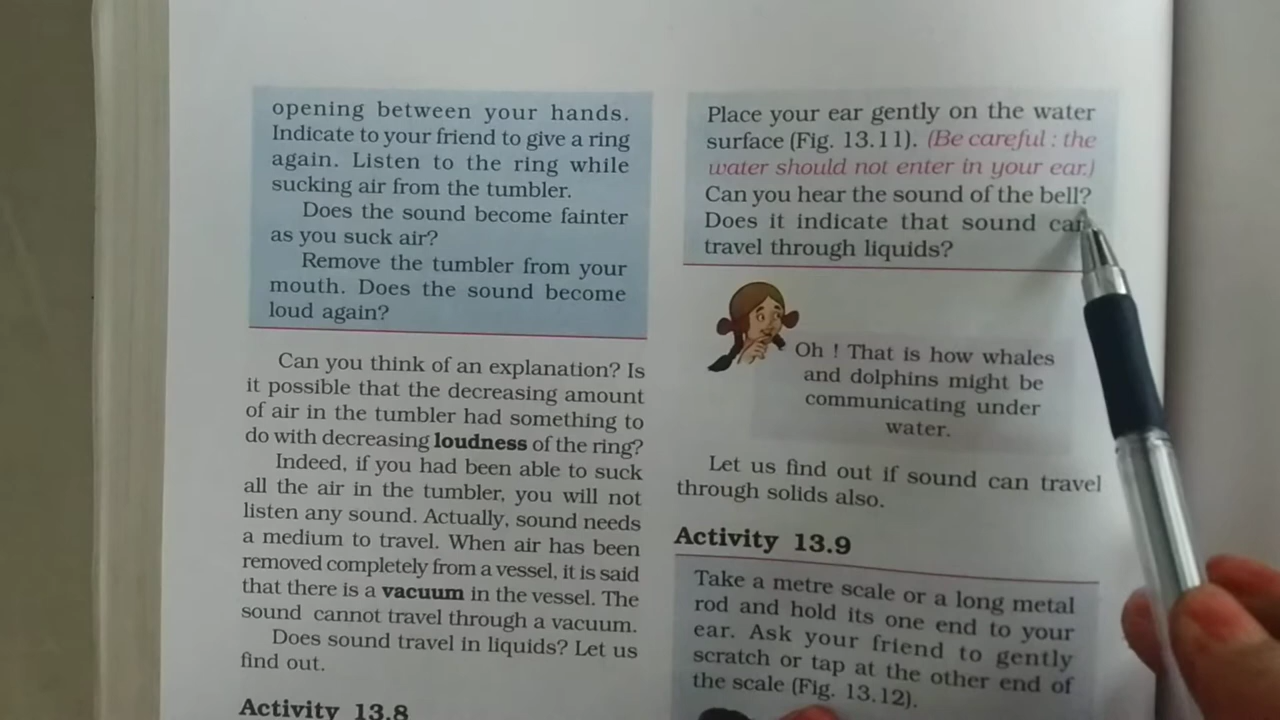 opening between your hands.
Indicate to your friend to give a ring
again. Listen to the ring while
sucking air from the tumbler.
Does the sound become fainter
as you suck air?
Remove the tumbler from your
mouth. Does the sound become
loud again?
Can you think of an explanation? Is
it possible that the decreasing amount
of air in the tumbler had something to
do with decreasing loudness of the ring?
Indeed, if you had been able to suck
all the air in the tumbler, you will not
listen any sound. Actually, sound needs
a medium to travel. When air has been
removed completely from a vessel, it is said
that there is a vacuum in the vessel. The
sound cannot travel through a vacuum.
Does sound travel in liquids? Let us
find out.
Activity 13.8
Place your ear gently on the water
surface (Fig. 13.11). (Be careful : the
water should not enter in your ear.)
Can you hear the sound of the bell?
Does it indicate that sound can
travel through liquids?
Oh ! That is how whales
and dolphins might be
communicating under
water.
Let us find out if sound can travel
through solids also.
Activity 13.9
Take a metre scale or a long metal
rod and hold its one end to your
ear. Ask your friend to gently
scratch or tap at the other end of
the scale (Fig. 13.12).